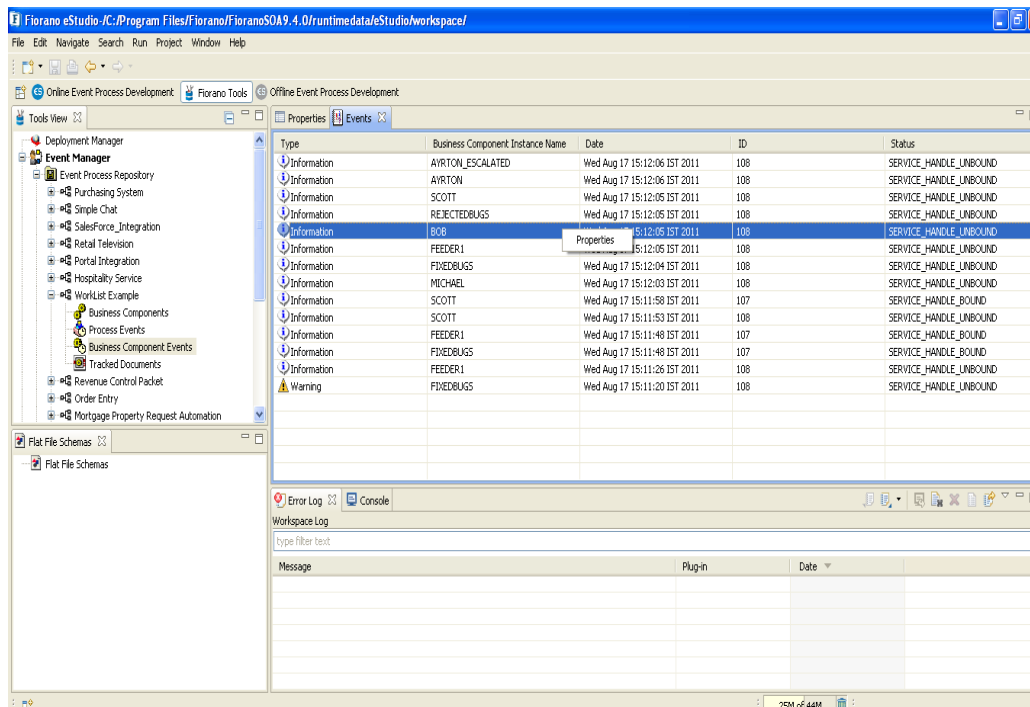 Fiorano eStudio-/C:/Program Files/Fiorano/FioranoSOA9.4.0/runtimedata/eStudio/workspace/
File Edit Navigate Search Run Project Window Help
Online Event Process Development Fiorano Tools Offline Event Process Development
Tools View
Deployment Manager
Event Manager
Event Process Repository
Purchasing System
Simple Chat
SalesForce_Integration
Retail Television
Portal Integration
Hospitality Service
WorkList Example
Business Components
Process Events
Business Component Events
Tracked Documents
Revenue Control Packet
Order Entry
Mortgage Property Request Automation
Flat File Schemas
Flat File Schemas
Properties Events
Type Business Component Instance Name Date ID Status
Information AYRTON_ESCALATED Wed Aug 17 15:12:06 IST 2011 108 SERVICE_HANDLE_UNBOUND
Information AYRTON Wed Aug 17 15:12:06 IST 2011 108 SERVICE_HANDLE_UNBOUND
Information SCOTT Wed Aug 17 15:12:05 IST 2011 108 SERVICE_HANDLE_UNBOUND
Information REJECTEDBUGS Wed Aug 17 15:12:05 IST 2011 108 SERVICE_HANDLE_UNBOUND
Information BOB 15:12:05 IST 2011 108 SERVICE_HANDLE_UNBOUND
Properties
Information FEEDER1 15:12:05 IST 2011 108 SERVICE_HANDLE_UNBOUND
Information FIXEDBUGS Wed Aug 17 15:12:04 IST 2011 108 SERVICE_HANDLE_UNBOUND
Information MICHAEL Wed Aug 17 15:12:03 IST 2011 108 SERVICE_HANDLE_UNBOUND
Information SCOTT Wed Aug 17 15:11:58 IST 2011 107 SERVICE_HANDLE_BOUND
Information SCOTT Wed Aug 17 15:11:53 IST 2011 108 SERVICE_HANDLE_UNBOUND
Information FEEDER1 Wed Aug 17 15:11:48 IST 2011 107 SERVICE_HANDLE_BOUND
Information FIXEDBUGS Wed Aug 17 15:11:48 IST 2011 107 SERVICE_HANDLE_BOUND
Information FEEDER1 Wed Aug 17 15:11:26 IST 2011 108 SERVICE_HANDLE_UNBOUND
Warning FIXEDBUGS Wed Aug 17 15:11:20 IST 2011 108 SERVICE_HANDLE_UNBOUND
Error Log Console
Workspace Log
type filter text
Message Plug-in Date
25M of 44M